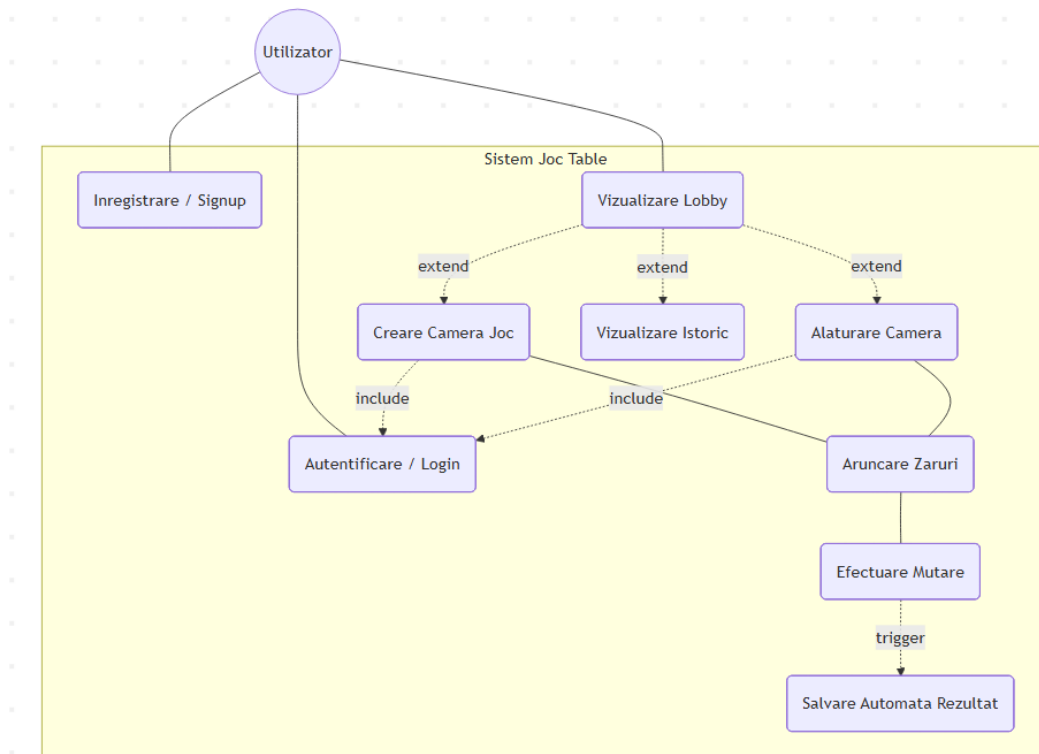 Utilizator
Sistem Joc Table
Inregistrare / Signup
Vizualizare Lobby
extend
extend
extend
Creare Camera Joc
Vizualizare Istoric
Alaturare Camera
include
include
Autentificare / Login
Aruncare Zaruri
Efectuare Mutare
trigger
Salvare Automata Rezultat